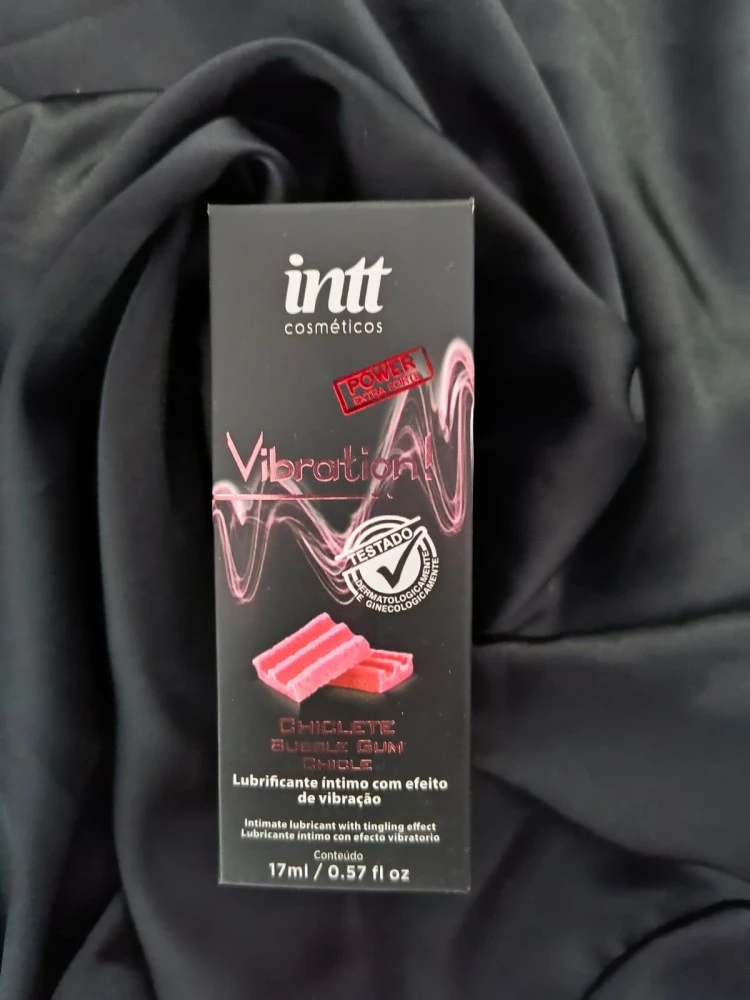 intt
cosméticos
POWER
EXTRA FORTE
Vibration!
TESTADO
DERMATOLOGICAMENTE
E GINECOLOGICAMENTE
CHICLETE
BUBBLE GUM
CHICLE
Lubrificante íntimo com efeito
de vibração
Intimate lubricant with tingling effect
Lubricante íntimo con efecto vibratorio
Conteúdo
17ml / 0.57 fl oz